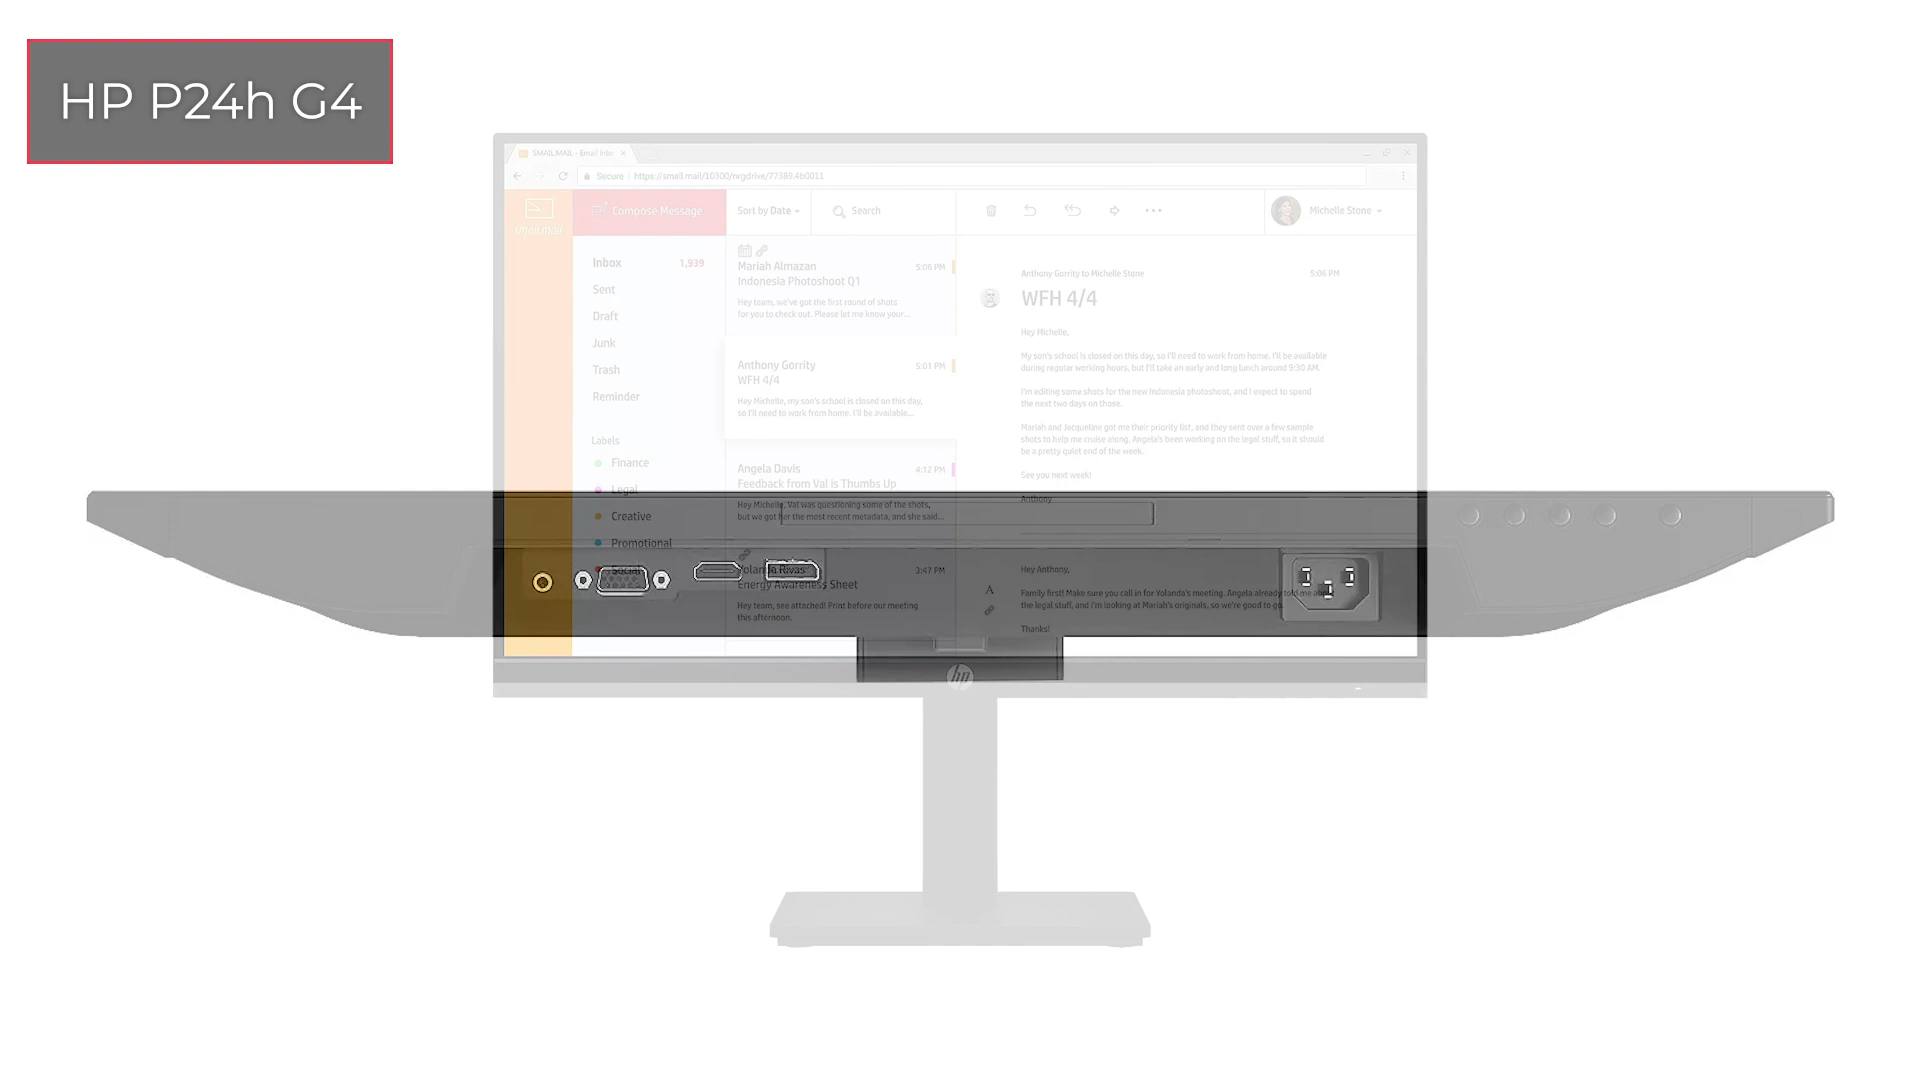 HP P24h G4
SMAIL.MAIL - Email Inte.
Secure
https://smail.mail/10300/nrgdrive/77389.4b0011
smail.mail
Compose Message
Sort by Date
Search
Michelle Stone
Inbox 1,939
Sent
Draft
Junk
Trash
Reminder
Labels
Finance
Legal
Creative
Promotional
Social
Mariah Almazan 5:06 PM
Indonesia Photoshoot Q1
Hey team, we've got the first round of shots
for you to check out. Please let me know your...
Anthony Gorrity 5:01 PM
WFH 4/4
Hey Michelle, my son's school is closed on this day,
so I'll need to work from home. I'll be available...
Angela Davis 4:12 PM
Feedback from Val is Thumbs Up
Hey Michelle, Val was questioning some of the shots,
but we got her the most recent metadata, and she said...
Yolanda Rivas 3:47 PM
Energy Awareness Sheet
Hey team, see attached! Print before our meeting
this afternoon.
Anthony Gorrity to Michelle Stone 5:06 PM
WFH 4/4
Hey Michelle,
My son's school is closed on this day, so I'll need to work from home. I'll be available
during regular working hours, but I'll take an early and long lunch around 9:30 AM.
I'm editing some shots for the new Indonesia photoshoot, and I expect to spend
the next two days on those.
Mariah and Jacqueline got me their priority list, and they sent over a few sample
shots to help me cruise along. Angela's been working on the legal stuff, so it should
be a pretty quiet end of the week.
See you next week!
Anthony
A
Hey Anthony,
Family first! Make sure you call in for Yolanda's meeting. Angela already told me about
the legal stuff, and i'm looking at Mariah's originals, so we're good to go.
Thanks!
hp